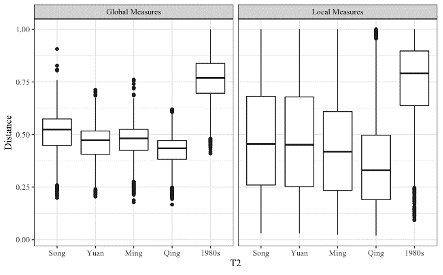 Global Measures Local Measures
1.00
0.75
0.50
0.25
0.00
Distance
Song Yuan Ming Qing 1980s Song Yuan Ming Qing 1980s
T2